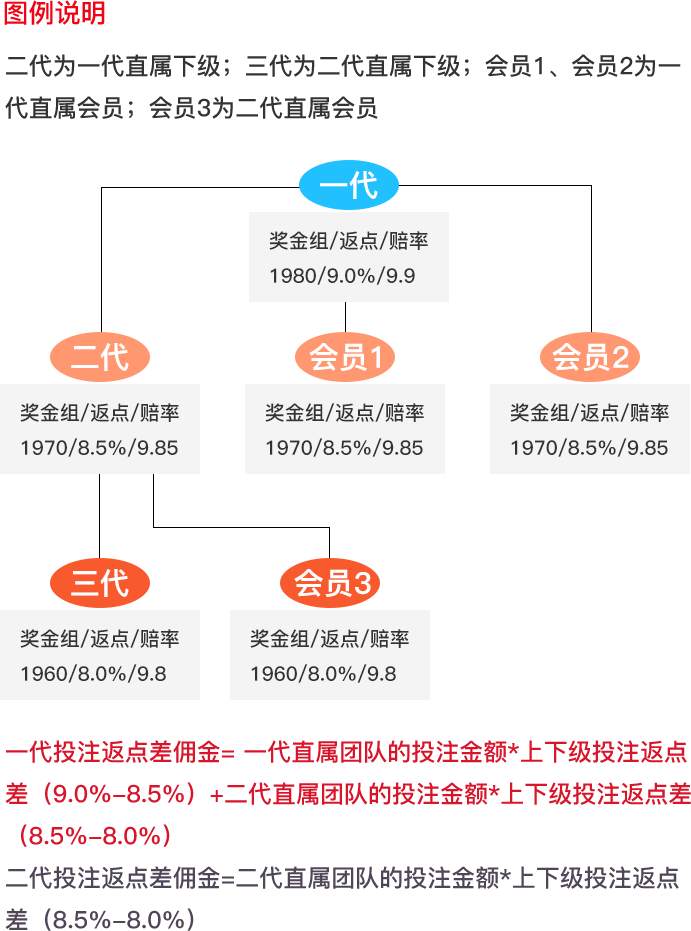 图例说明
二代为一代直属下级；三代为二代直属下级；会员1、会员2为一
代直属会员；会员3为二代直属会员
一代
奖金组/返点/赔率
1980/9.0%/9.9
二代
奖金组/返点/赔率
1970/8.5%/9.85
会员1
奖金组/返点/赔率
1970/8.5%/9.85
会员2
奖金组/返点/赔率
1970/8.5%/9.85
三代
奖金组/返点/赔率
1960/8.0%/9.8
会员3
奖金组/返点/赔率
1960/8.0%/9.8
一代投注返点差佣金= 一代直属团队的投注金额*上下级投注返点
差（9.0%-8.5%）+二代直属团队的投注金额*上下级投注返点差
（8.5%-8.0%）
二代投注返点差佣金=二代直属团队的投注金额*上下级投注返点
差（8.5%-8.0%）